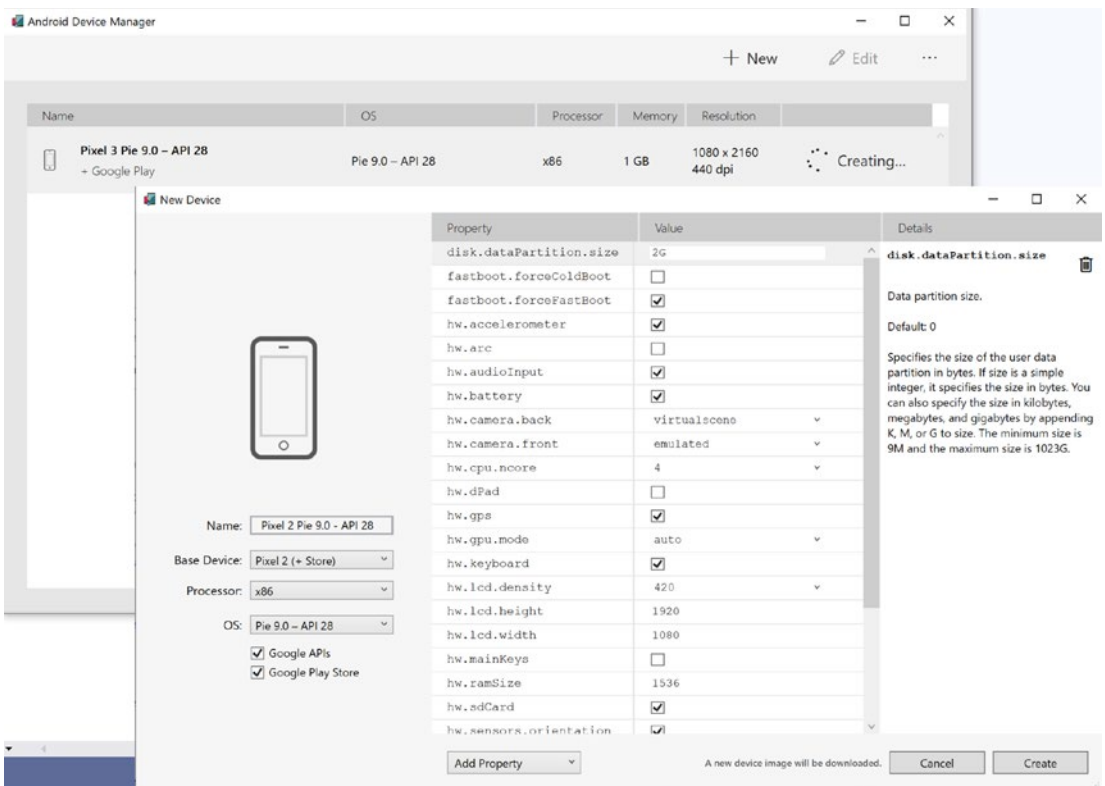 Android Device Manager
New
Edit
Name OS Processor Memory Resolution
Pixel 3 Pie 9.0 – API 28
+ Google Play
Pie 9.0 – API 28
x86
1 GB
1080 x 2160
440 dpi
Creating...
New Device
Name: Pixel 2 Pie 9.0 - API 28
Base Device: Pixel 2 (+ Store)
Processor: x86
OS: Pie 9.0 – API 28
Google APIs
Google Play Store
Property Value
disk.dataPartition.size 2G
fastboot.forceColdBoot
fastboot.forceFastBoot
hw.accelerometer
hw.arc
hw.audioInput
hw.battery
hw.camera.back virtualscene
hw.camera.front emulated
hw.cpu.ncore 4
hw.dPad
hw.gps
hw.gpu.mode auto
hw.keyboard
hw.lcd.density 420
hw.lcd.height 1920
hw.lcd.width 1080
hw.mainKeys
hw.ramSize 1536
hw.sdCard
hw.sensors.orientation
Details
disk.dataPartition.size
Data partition size.
Default: 0
Specifies the size of the user data
partition in bytes. If size is a simple
integer, it specifies the size in bytes. You
can also specify the size in kilobytes,
megabytes, and gigabytes by appending
K, M, or G to size. The minimum size is
9M and the maximum size is 1023G.
Add Property
A new device image will be downloaded.
Cancel
Create